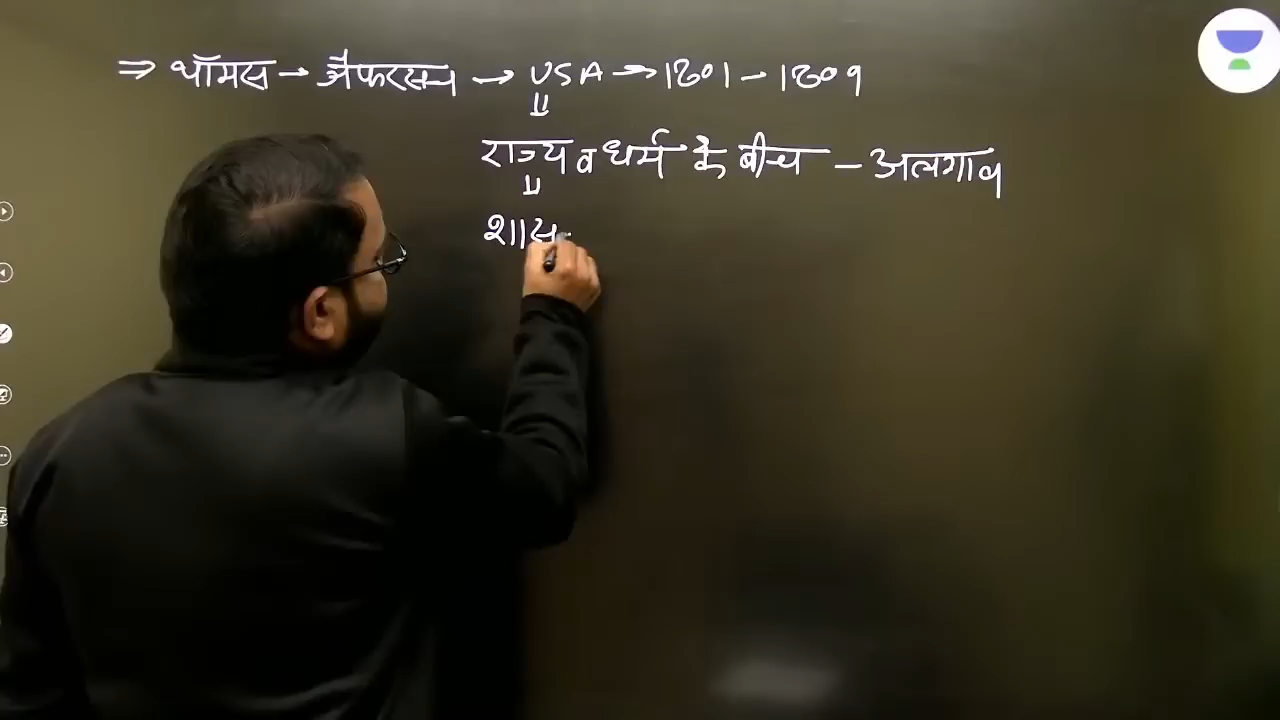 ⇒ थॉमस → जैफरसन → USA → 1801 - 1809
राज्य व धर्म के बीच - अलगाव
शास